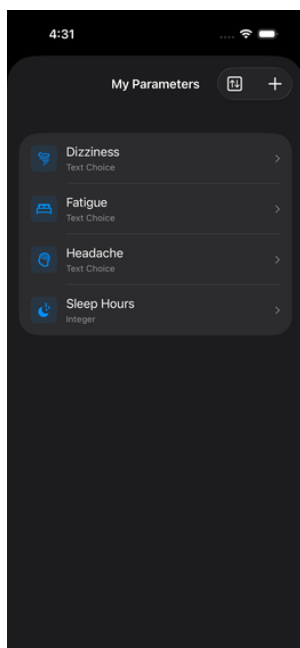 4:31
My Parameters
Dizziness
Text Choice
Fatigue
Text Choice
Headache
Text Choice
Sleep Hours
Integer